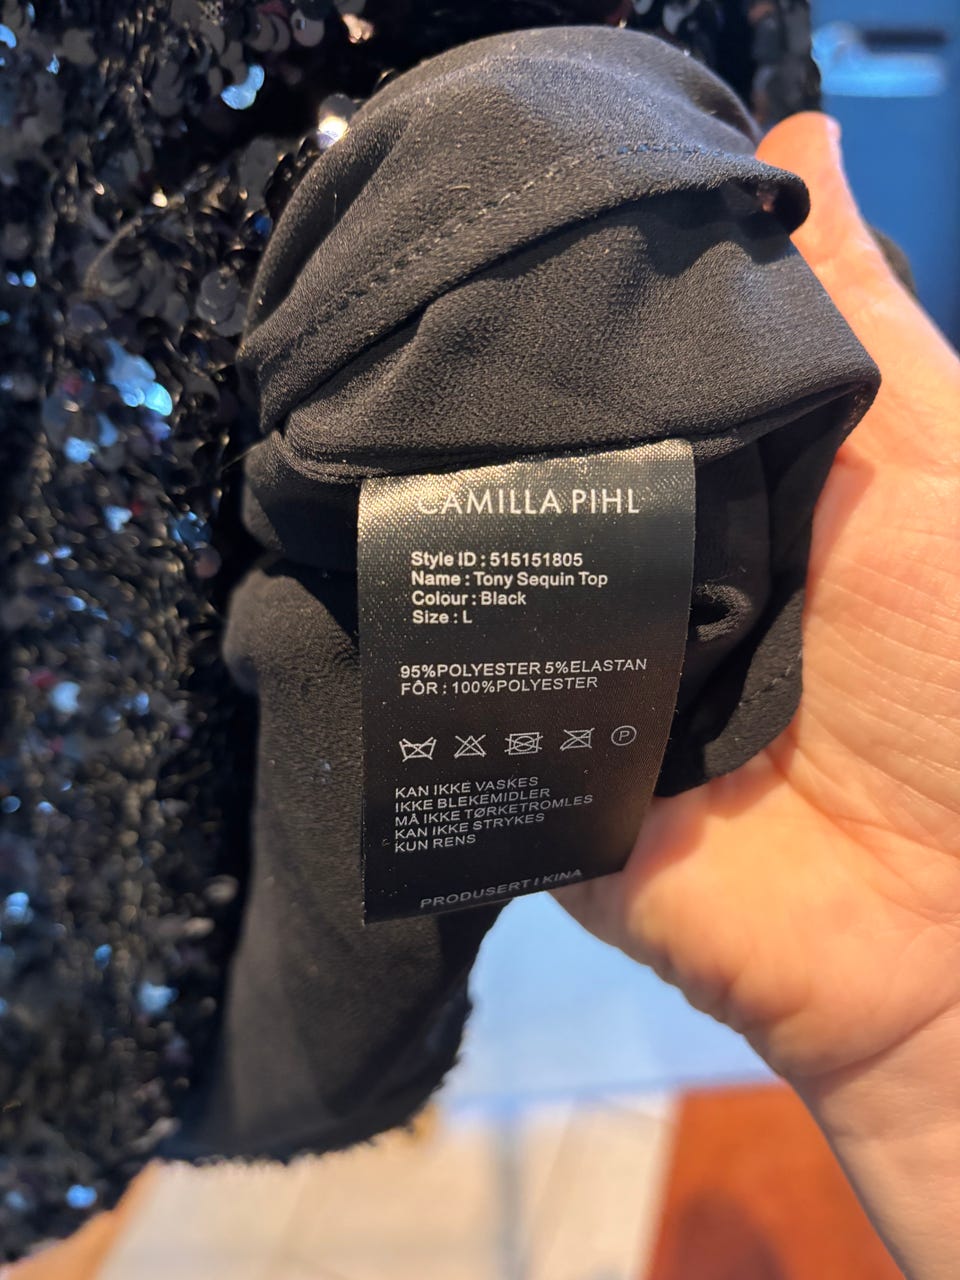 CAMILLA PIHL
Style ID : 515151805
Name : Tony Sequin Top
Colour : Black
Size : L
95%POLYESTER 5%ELASTAN
FÔR : 100%POLYESTER
P
KAN IKKE VASKES
IKKE BLEKEMIDLER
MÅ IKKE TØRKETROMLES
KAN IKKE STRYKES
KUN RENS
PRODUSERT I KINA